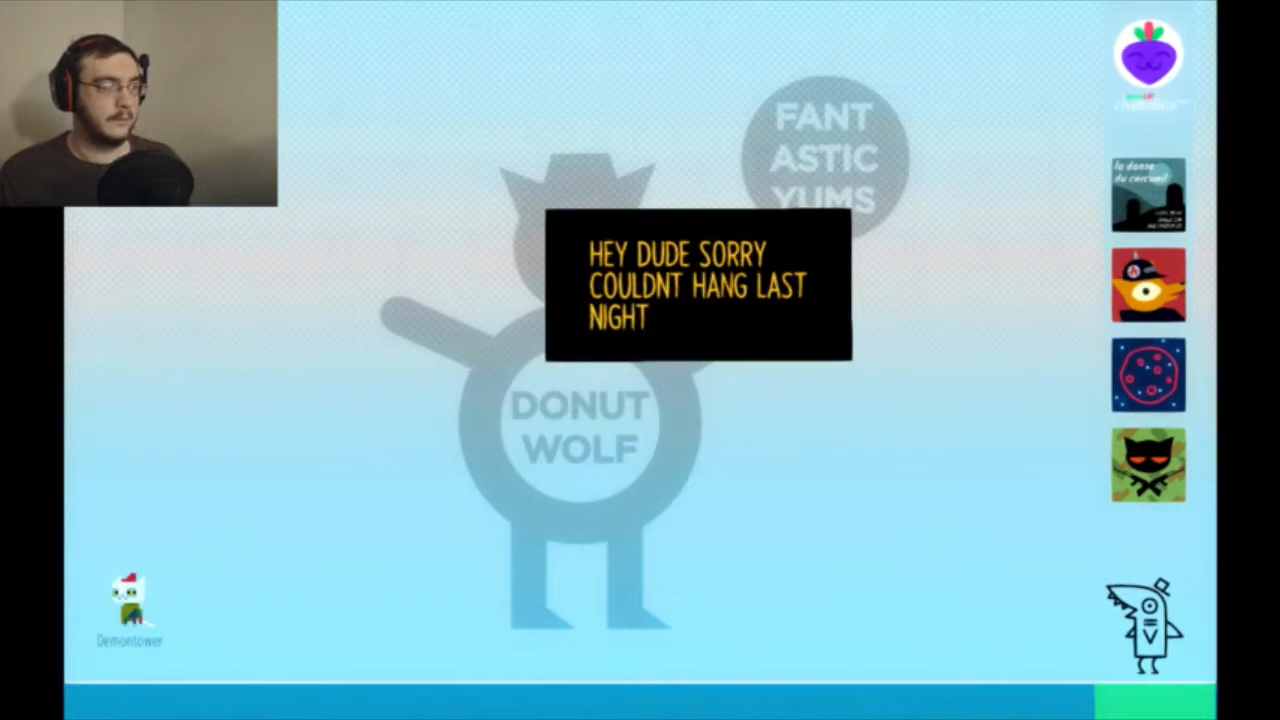 FANT
ASTIC
YUMS
HEY DUDE SORRY
COULDNT HANG LAST
NIGHT
DONUT
WOLF
la danse
du cercueil
Demontower